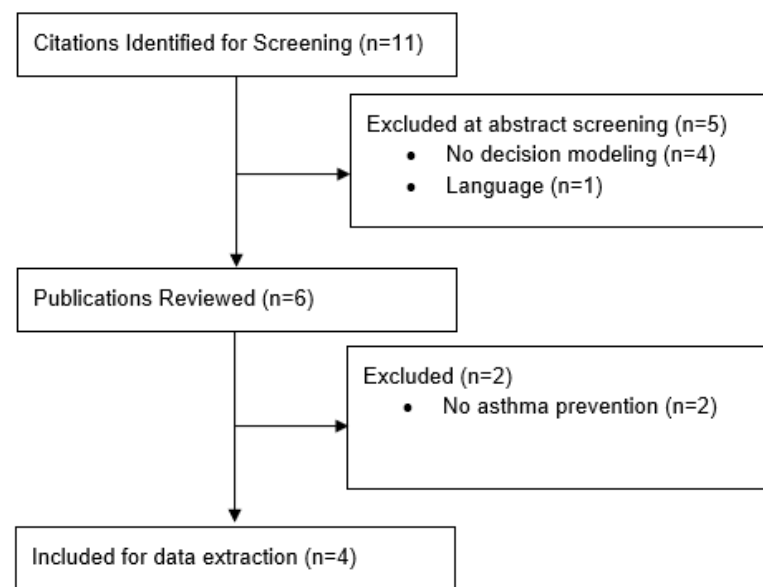 Citations Identified for Screening (n=11)
Excluded at abstract screening (n=5)
• No decision modeling (n=4)
• Language (n=1)
Publications Reviewed (n=6)
Excluded (n=2)
• No asthma prevention (n=2)
Included for data extraction (n=4)